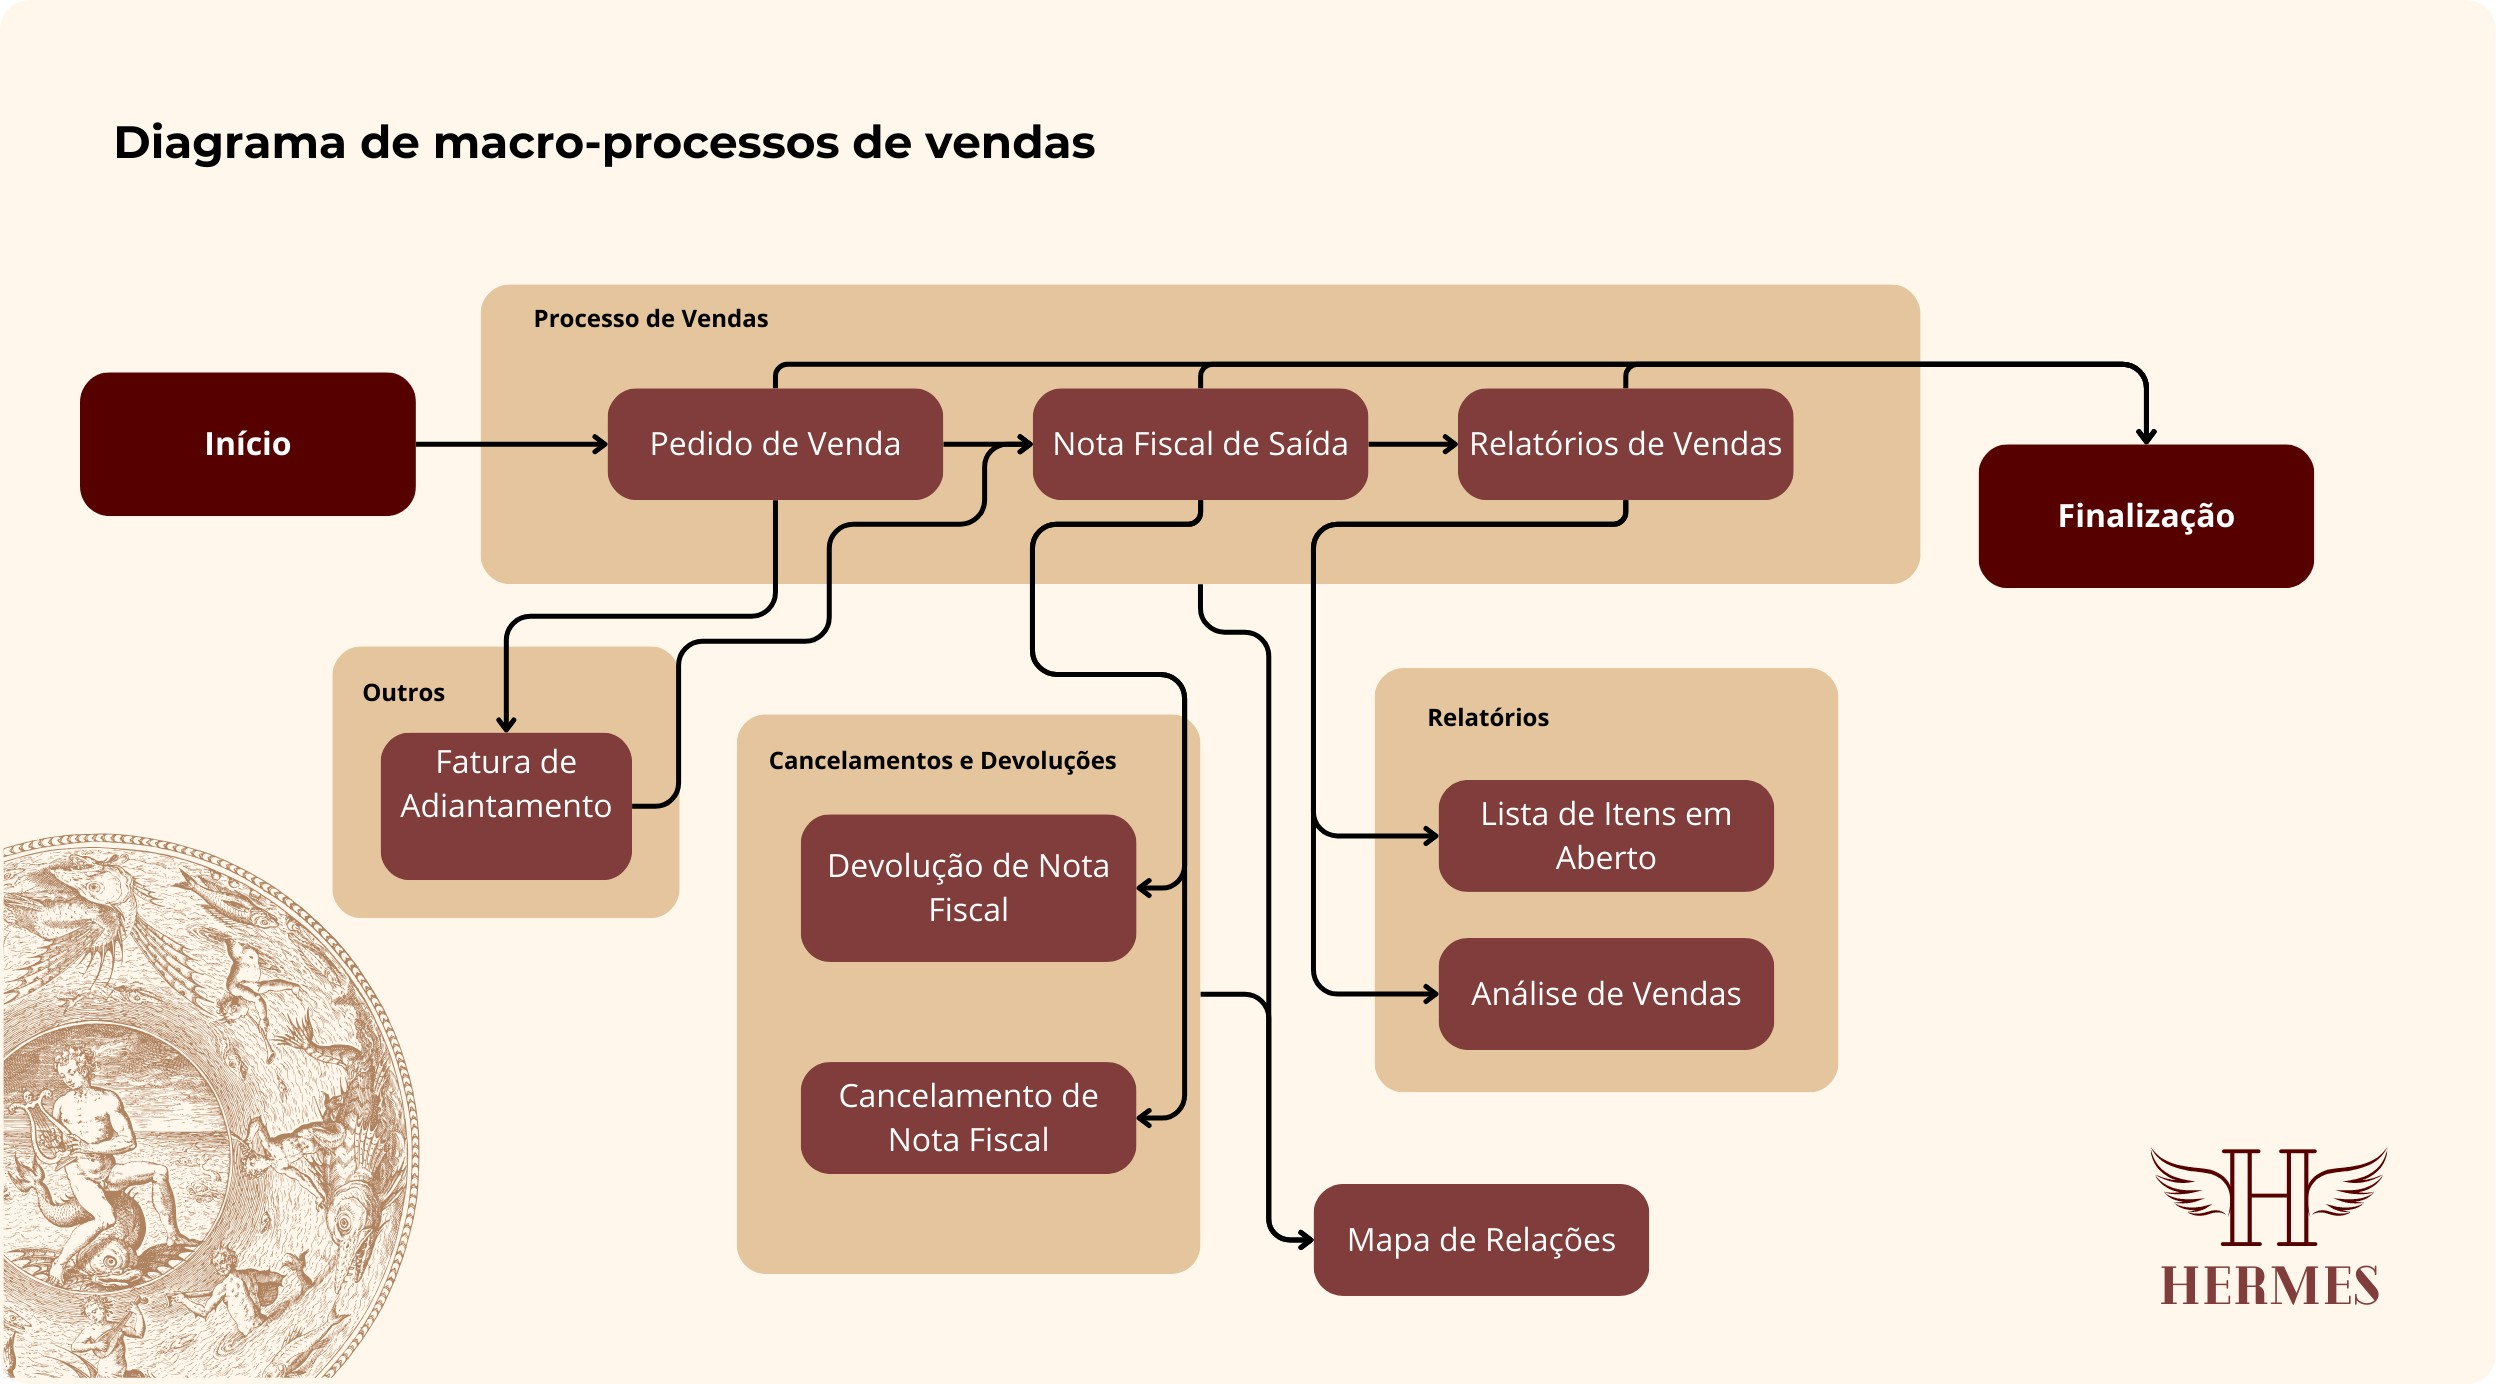 Diagrama de macro-processos de vendas
Processo de Vendas
Início
Pedido de Venda
Nota Fiscal de Saída
Relatórios de Vendas
Finalização
Outros
Fatura de
Adiantamento
Cancelamentos e Devoluções
Devolução de Nota
Fiscal
Cancelamento de
Nota Fiscal
Relatórios
Lista de Itens em
Aberto
Análise de Vendas
Mapa de Relações
H
HERMES